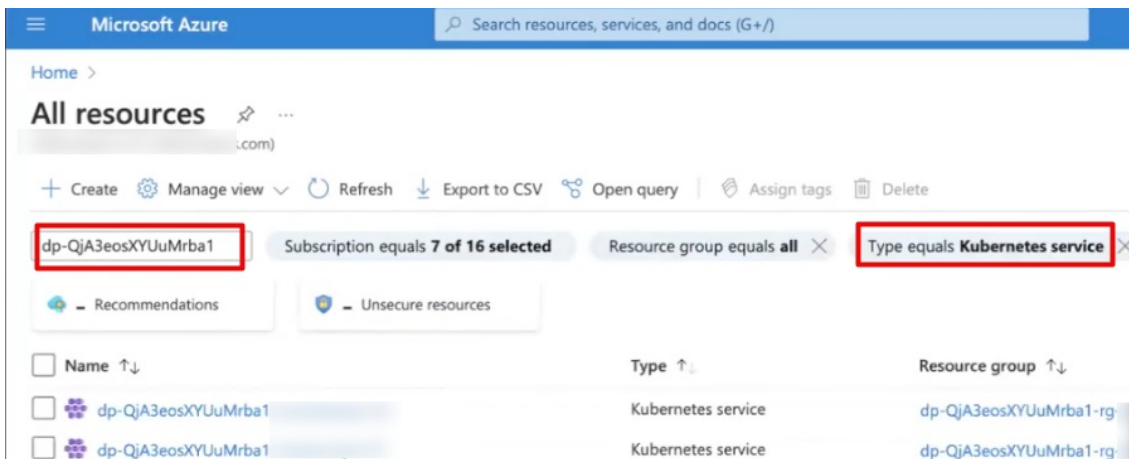 Microsoft Azure
Search resources, services, and docs (G+/)
Home >
All resources
.com)
Create Manage view Refresh Export to CSV Open query Assign tags Delete
dp-QjA3eosXYUuMrba1 Subscription equals 7 of 16 selected Resource group equals all Type equals Kubernetes service
Recommendations Unsecure resources
Name Type Resource group
dp-QjA3eosXYUuMrba1 Kubernetes service dp-QjA3eosXYUuMrba1-rg-
dp-QjA3eosXYUuMrba1 Kubernetes service dp-QjA3eosXYUuMrba1-rg-